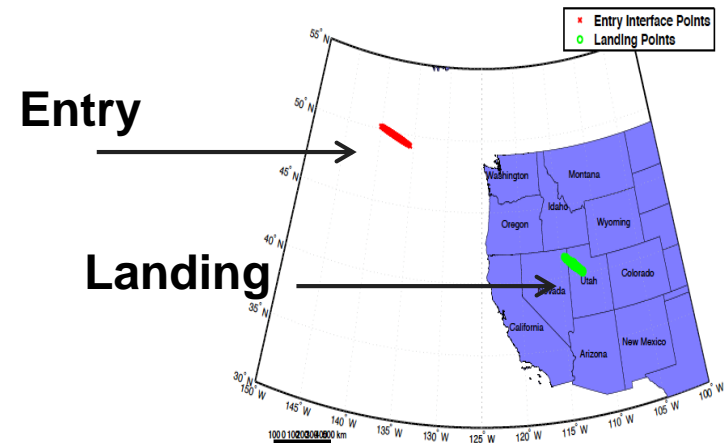 Entry Interface Points
Landing Points
55° N
50° N
45° N
40° N
35° N
30° N
150° W
145° W
140° W
135° W
130° W
125° W
120° W
115° W
110° W
105° W
100° W
Entry
Landing
Washington
Montana
Idaho
Oregon
Wyoming
Nevada
Utah
Colorado
California
Arizona
New Mexico